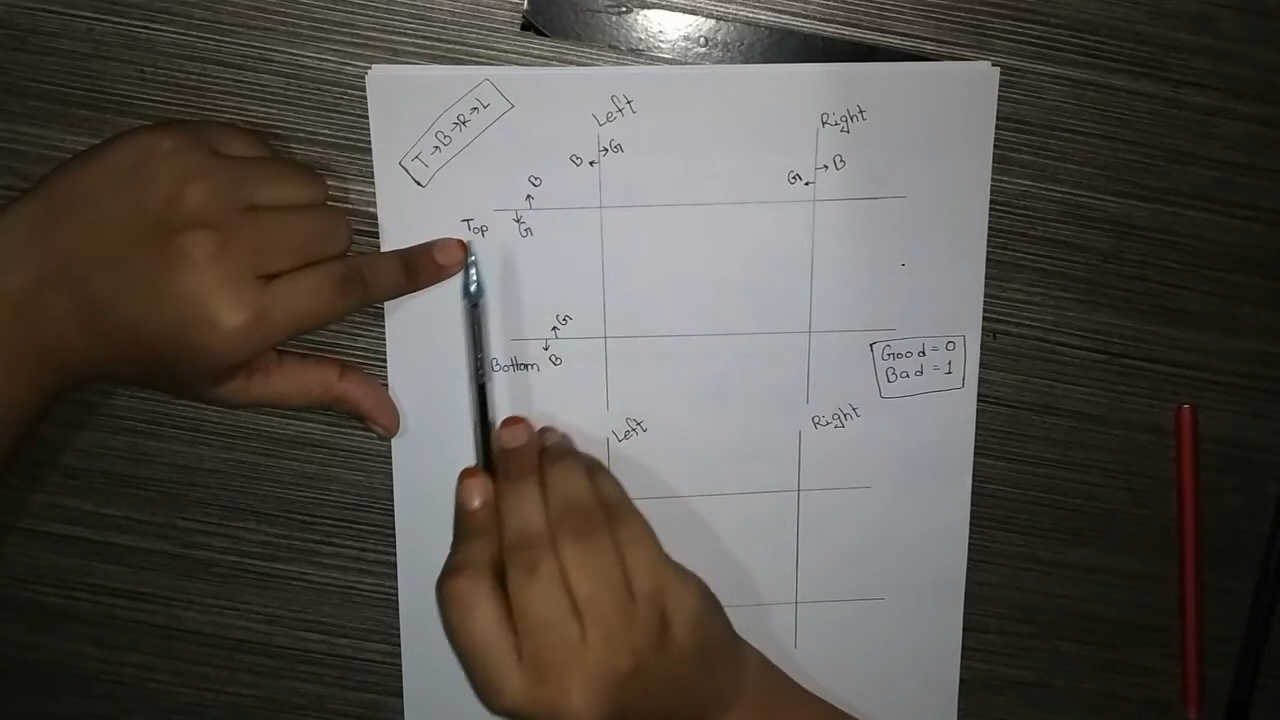 T→B→R→L
Left
Right
B
G
G
B
B
Top
G
G
Bottom
B
Good = 0
Bad = 1
Left
Right